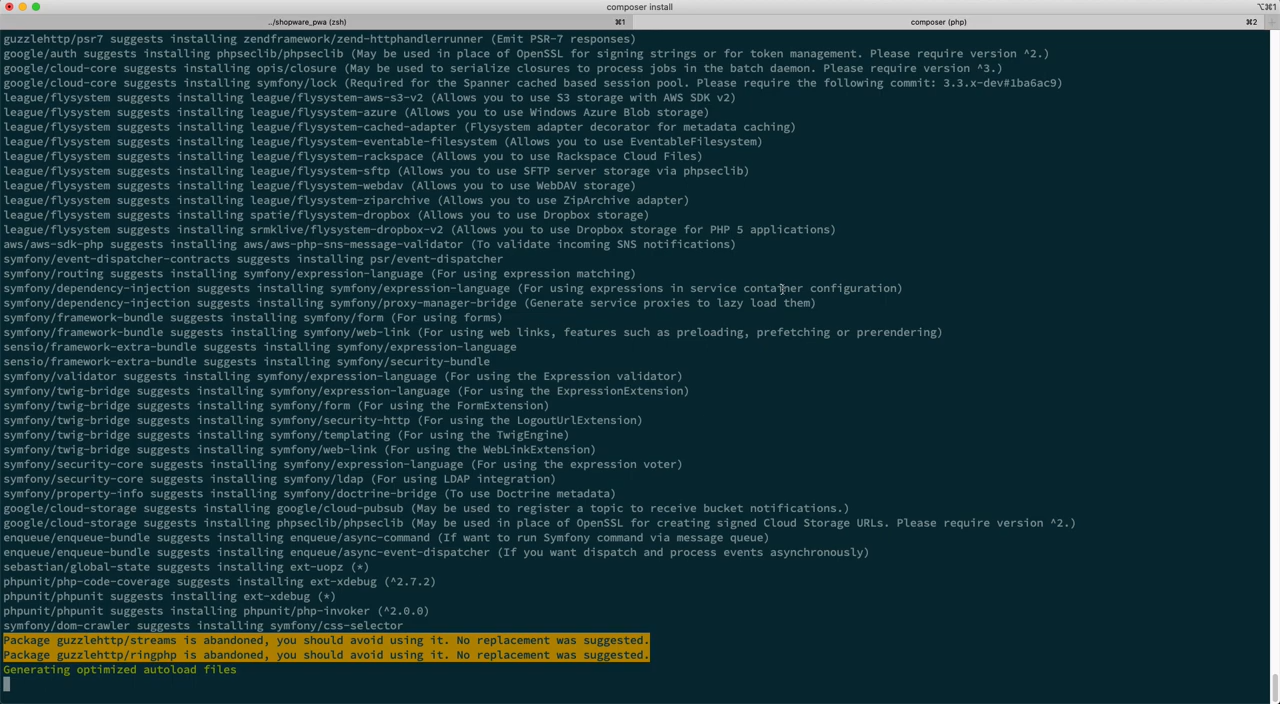 composer install
⌥⌘1
../shopware_pwa (zsh)
⌘1
composer (php)
⌘2
+
guzzlehttp/psr7 suggests installing zendframework/zend-httphandlerrunner (Emit PSR-7 responses)
google/auth suggests installing phpseclib/phpseclib (May be used in place of OpenSSL for signing strings or for token management. Please require version ^2.)
google/cloud-core suggests installing opis/closure (May be used to serialize closures to process jobs in the batch daemon. Please require version ^3.)
google/cloud-core suggests installing symfony/lock (Required for the Spanner cached based session pool. Please require the following commit: 3.3.x-dev#1ba6ac9)
league/flysystem suggests installing league/flysystem-aws-s3-v2 (Allows you to use S3 storage with AWS SDK v2)
league/flysystem suggests installing league/flysystem-azure (Allows you to use Windows Azure Blob storage)
league/flysystem suggests installing league/flysystem-cached-adapter (Flysystem adapter decorator for metadata caching)
league/flysystem suggests installing league/flysystem-eventable-filesystem (Allows you to use EventableFilesystem)
league/flysystem suggests installing league/flysystem-rackspace (Allows you to use Rackspace Cloud Files)
league/flysystem suggests installing league/flysystem-sftp (Allows you to use SFTP server storage via phpseclib)
league/flysystem suggests installing league/flysystem-webdav (Allows you to use WebDAV storage)
league/flysystem suggests installing league/flysystem-ziparchive (Allows you to use ZipArchive adapter)
league/flysystem suggests installing spatie/flysystem-dropbox (Allows you to use Dropbox storage)
league/flysystem suggests installing srmklive/flysystem-dropbox-v2 (Allows you to use Dropbox storage for PHP 5 applications)
aws/aws-sdk-php suggests installing aws/aws-php-sns-message-validator (To validate incoming SNS notifications)
symfony/event-dispatcher-contracts suggests installing psr/event-dispatcher
symfony/routing suggests installing symfony/expression-language (For using expression matching)
symfony/dependency-injection suggests installing symfony/expression-language (For using expressions in service container configuration)
symfony/dependency-injection suggests installing symfony/proxy-manager-bridge (Generate service proxies to lazy load them)
symfony/framework-bundle suggests installing symfony/form (For using forms)
symfony/framework-bundle suggests installing symfony/web-link (For using web links, features such as preloading, prefetching or prerendering)
sensio/framework-extra-bundle suggests installing symfony/expression-language
sensio/framework-extra-bundle suggests installing symfony/security-bundle
symfony/validator suggests installing symfony/expression-language (For using the Expression validator)
symfony/twig-bridge suggests installing symfony/expression-language (For using the ExpressionExtension)
symfony/twig-bridge suggests installing symfony/form (For using the FormExtension)
symfony/twig-bridge suggests installing symfony/security-http (For using the LogoutUrlExtension)
symfony/twig-bridge suggests installing symfony/templating (For using the TwigEngine)
symfony/twig-bridge suggests installing symfony/web-link (For using the WebLinkExtension)
symfony/security-core suggests installing symfony/expression-language (For using the expression voter)
symfony/security-core suggests installing symfony/ldap (For using LDAP integration)
symfony/property-info suggests installing symfony/doctrine-bridge (To use Doctrine metadata)
google/cloud-storage suggests installing google/cloud-pubsub (May be used to register a topic to receive bucket notifications.)
google/cloud-storage suggests installing phpseclib/phpseclib (May be used in place of OpenSSL for creating signed Cloud Storage URLs. Please require version ^2.)
enqueue/enqueue-bundle suggests installing enqueue/async-command (If want to run Symfony command via message queue)
enqueue/enqueue-bundle suggests installing enqueue/async-event-dispatcher (If you want dispatch and process events asynchronously)
sebastian/global-state suggests installing ext-uopz (*)
phpunit/php-code-coverage suggests installing ext-xdebug (^2.7.2)
phpunit/phpunit suggests installing ext-xdebug (*)
phpunit/phpunit suggests installing phpunit/php-invoker (^2.0.0)
symfony/dom-crawler suggests installing symfony/css-selector
Package guzzlehttp/streams is abandoned, you should avoid using it. No replacement was suggested.
Package guzzlehttp/ringphp is abandoned, you should avoid using it. No replacement was suggested.
Generating optimized autoload files